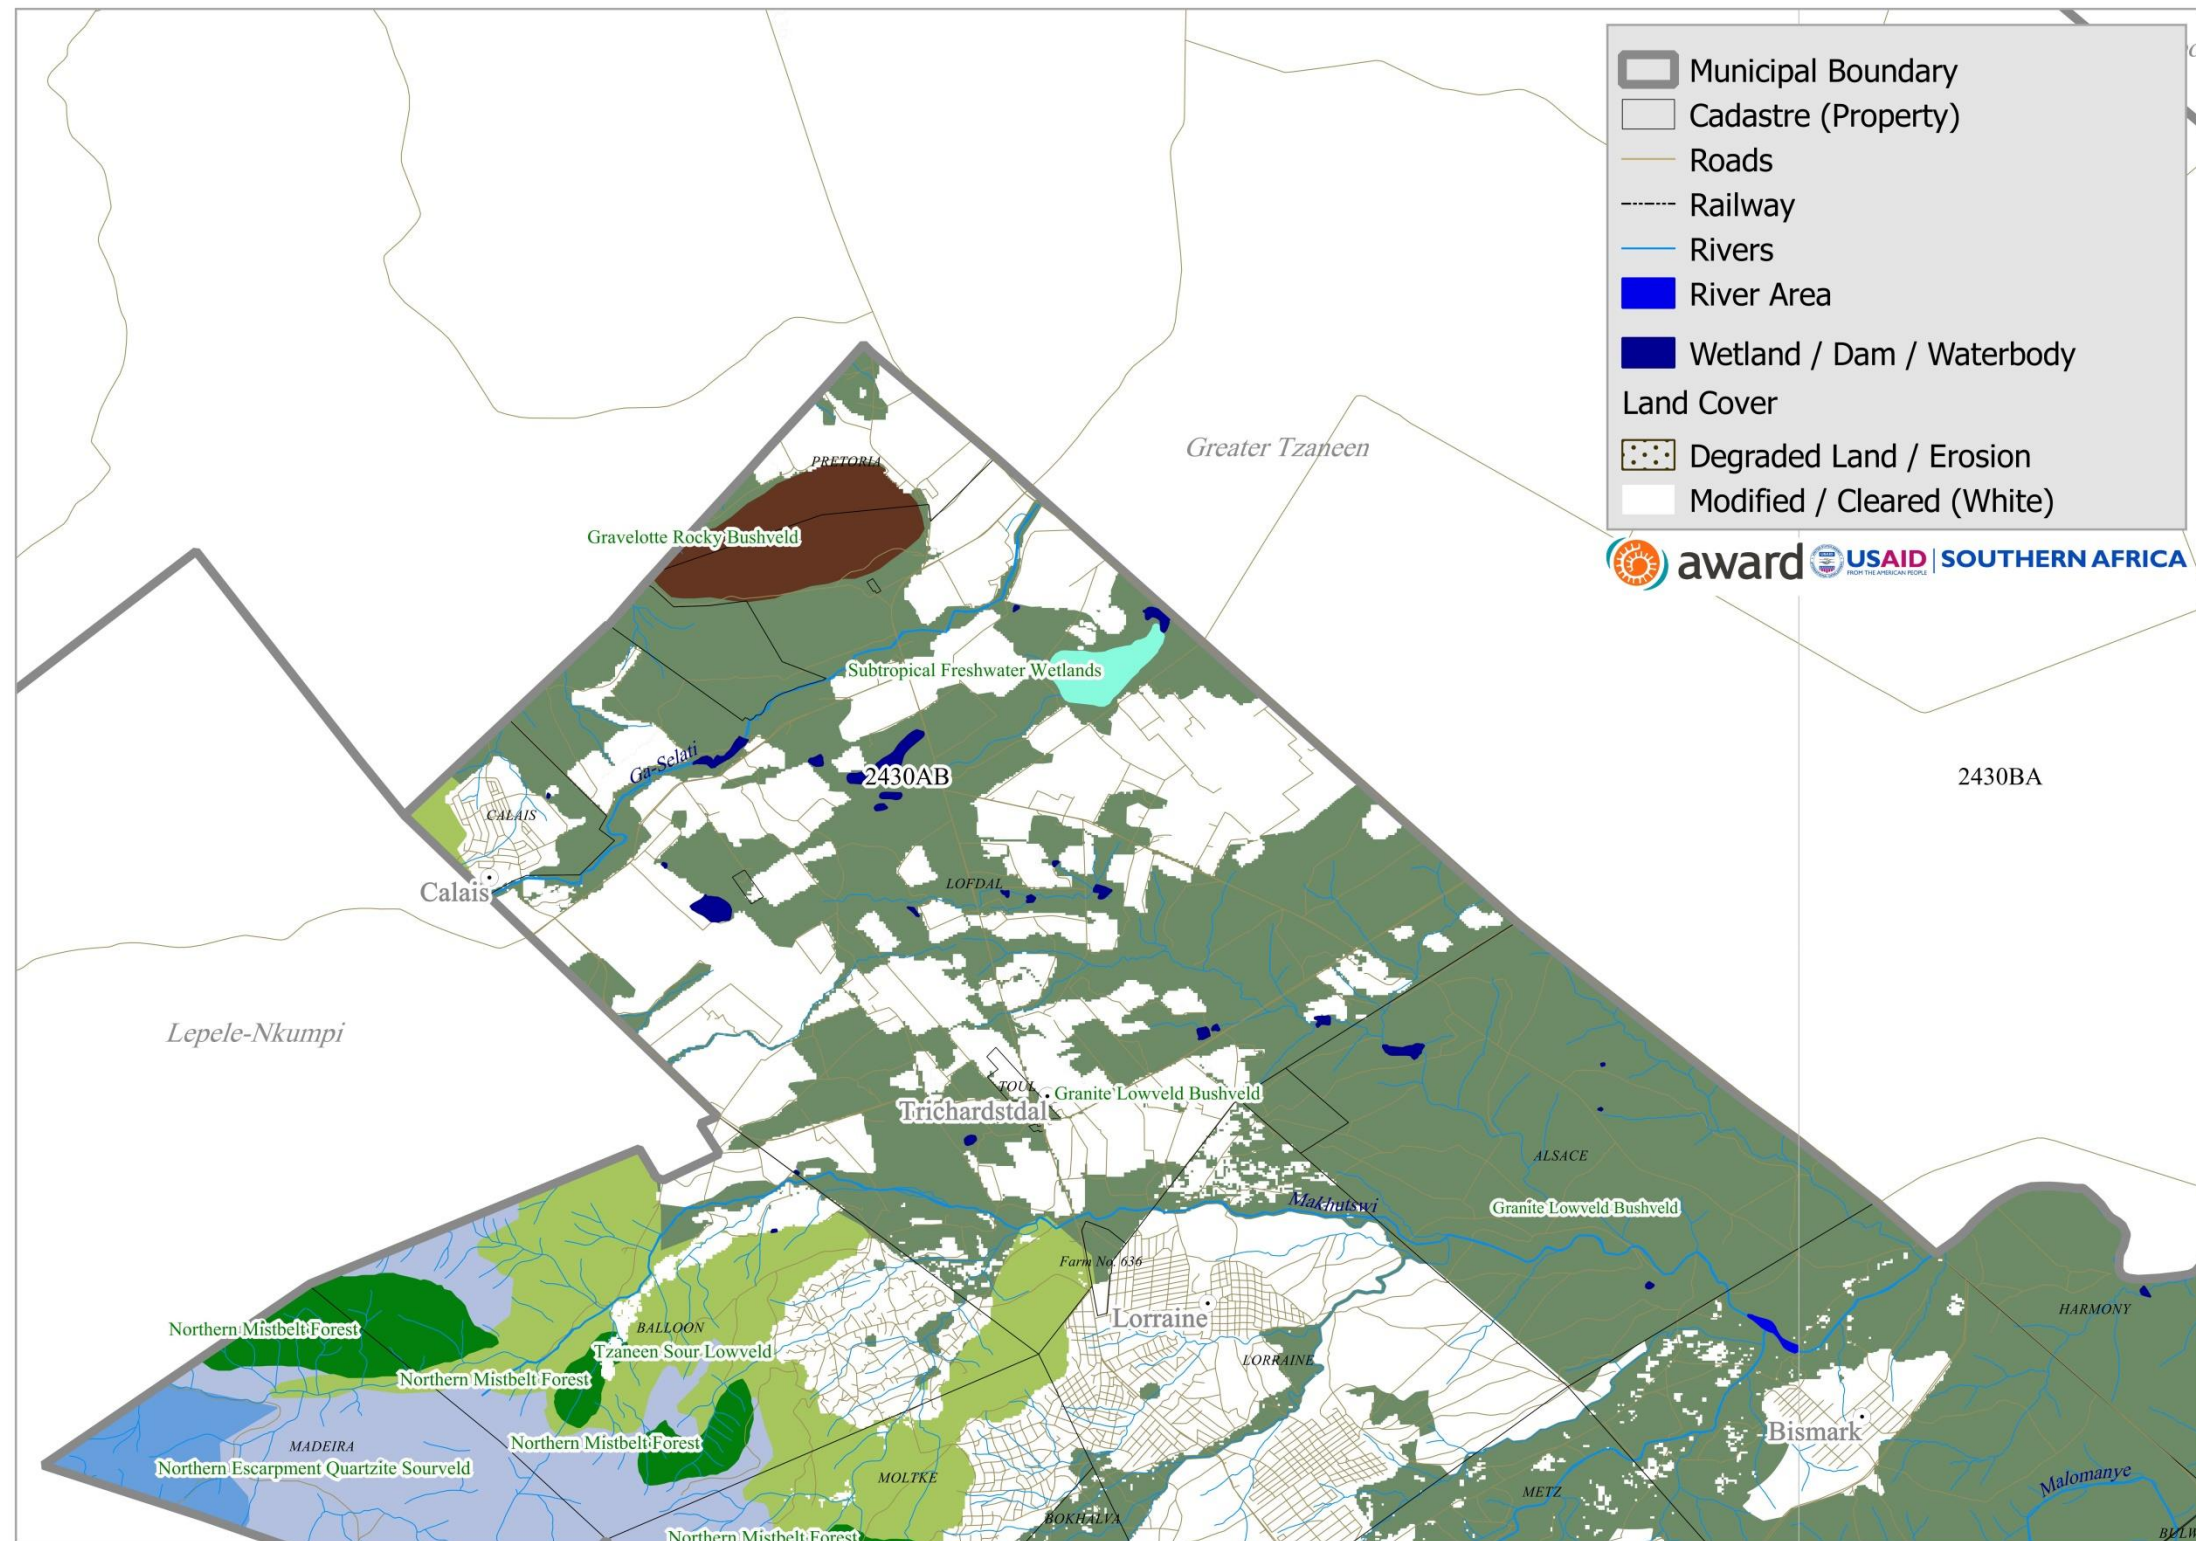 Municipal Boundary
Cadastre (Property)
Roads
Railway
Rivers
River Area
Wetland / Dam / Waterbody
Land Cover
Degraded Land / Erosion
Modified / Cleared (White)
award
USAID
FROM THE AMERICAN PEOPLE
SOUTHERN AFRICA
Greater Tzaneen
PRETORIA
Gravelotte Rocky Bushveld
Subtropical Freshwater Wetlands
Ga-Selati
2430AB
2430BA
CALAIS
Calais
LOFDAL
Lepele-Nkumpi
TOUL
Granite Lowveld Bushveld
Trichardstdal
ALSACE
Makhutswi
Granite Lowveld Bushveld
Farm No. 636
HARMONY
Lorraine
Northern Mistbelt Forest
BALLOON
Tzaneen Sour Lowveld
LORRAINE
Northern Mistbelt Forest
Bismark
Northern Mistbelt Forest
MADEIRA
Northern Escarpment Quartzite Sourveld
MOLTKE
Malomanye
METZ
BOKHALVA
Northern Mistbelt Forest